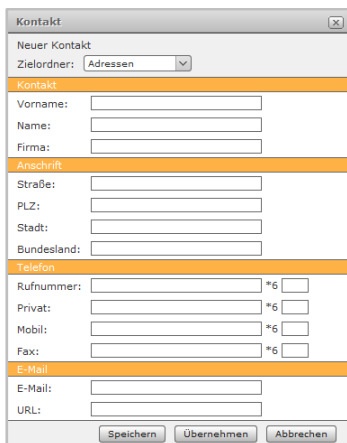 Kontakt
Neuer Kontakt
Zielordner: Adressen
Kontakt
Vorname:
Name:
Firma:
Anschrift
Straße:
PLZ:
Stadt:
Bundesland:
Telefon
Rufnummer: *6
Privat: *6
Mobil: *6
Fax: *6
E-Mail
E-Mail:
URL:
Speichern Übernehmen Abbrechen